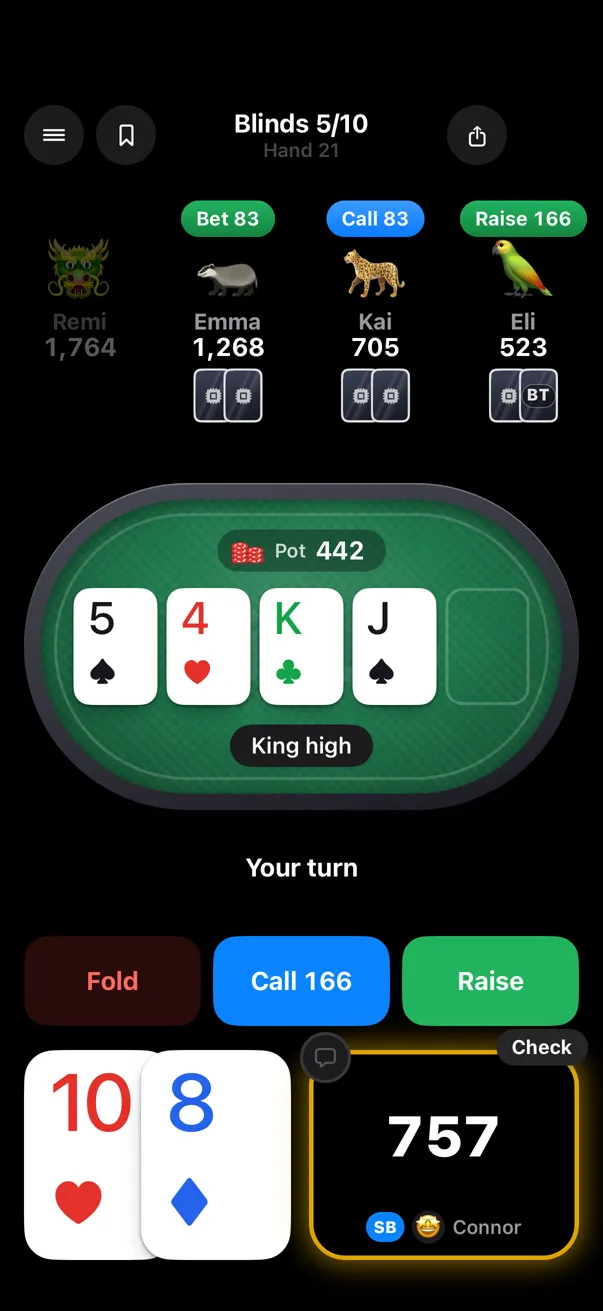 Blinds 5/10
Hand 21
Bet 83
Call 83
Raise 166
Remi
Emma
Kai
Eli
1,764
1,268
705
523
BT
Pot 442
5
4
K
J
King high
Your turn
Fold
Call 166
Raise
Check
10
8
757
SB
Connor